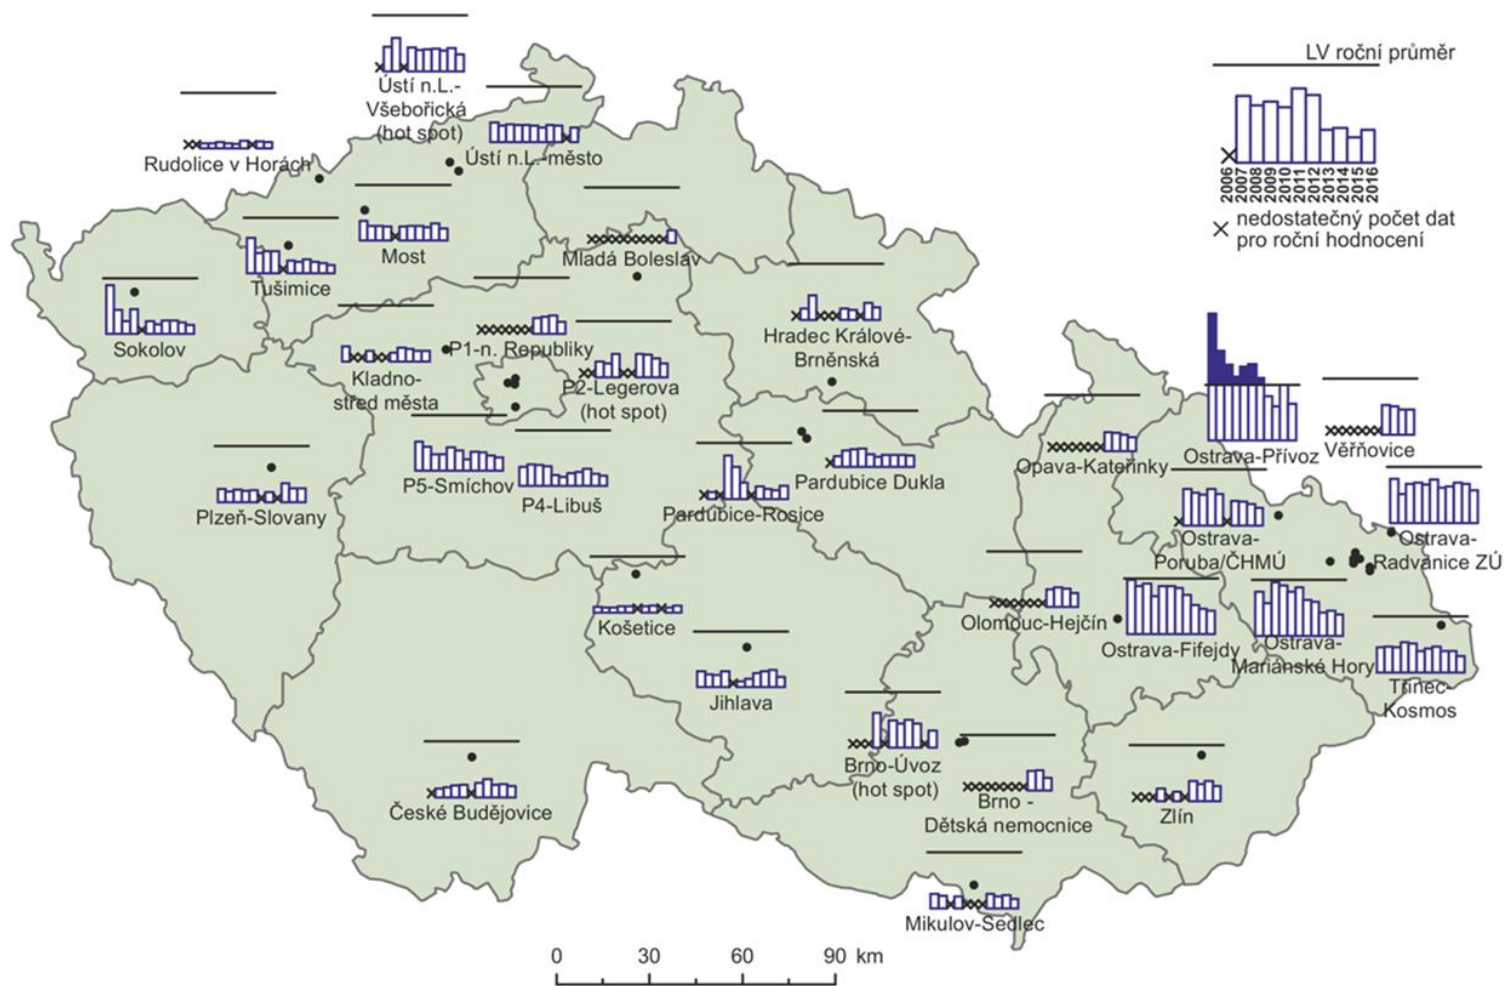 LV roční průměr
2006
2007
2008
2009
2010
2011
2012
2013
2014
2015
2016
nedostatečný počet dat
pro roční hodnocení
Ústí n.L.-
Všebořická
(hot spot)
Ústí n.L.-město
Rudolice v Horách
Most
Tušimice
Sokolov
Mladá Boleslav
P1-n. Republiky
Kladno-
střed města
P2-Legerova
(hot spot)
Hradec Králové-
Brněnská
P5-Smíchov
P4-Libuš
Plzeň-Slovany
Pardubice Dukla
Pardubice-Rosice
Opava-Kateřinky
Ostrava-Přívoz
Věřňovice
Ostrava-
Poruba/ČHMÚ
Ostrava-
Radvanice ZÚ
Košetice
Olomouc-Hejčín
Ostrava-Fifejdy
Ostrava-
Mariánské Hory
Třinec-
Kosmos
Jihlava
Brno-Úvoz
(hot spot)
Brno -
Dětská nemocnice
Zlín
České Budějovice
Mikulov-Sedlec
0 30 60 90 km